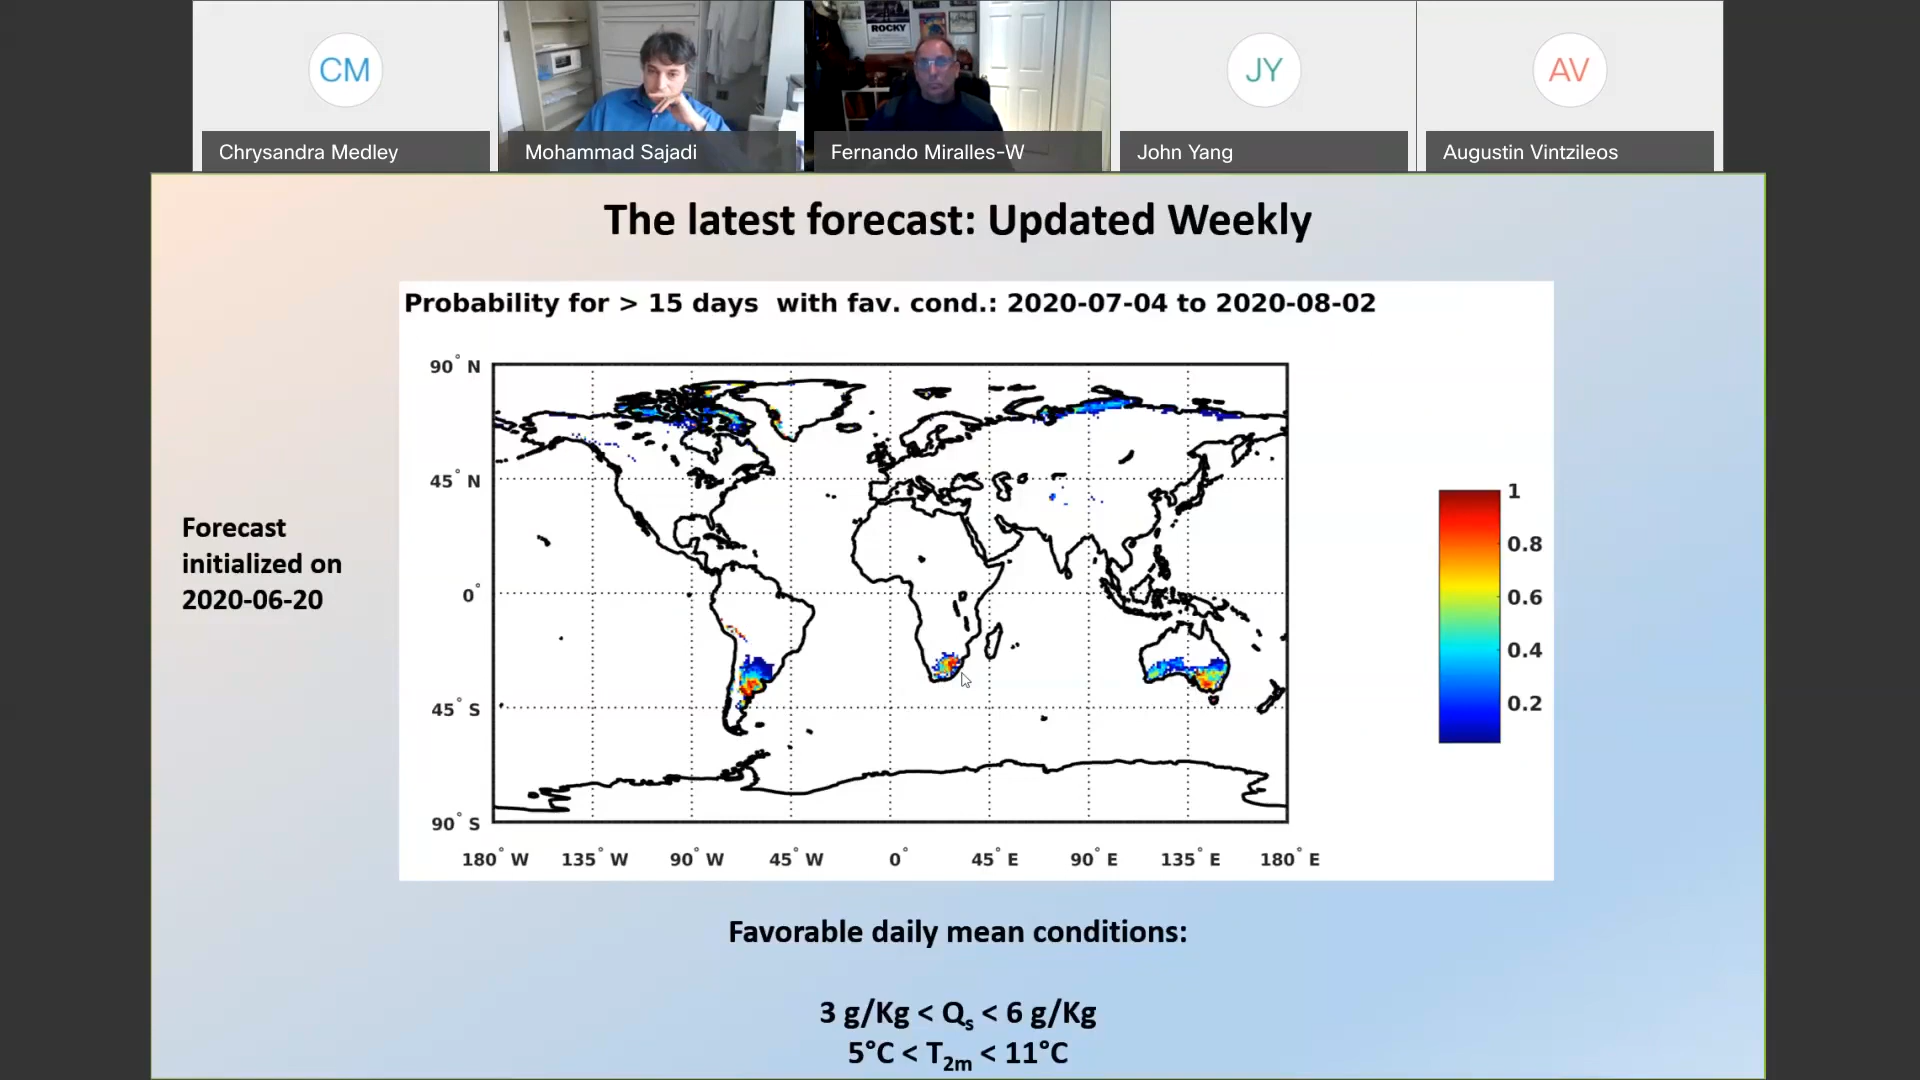 CM
JY
AV
ROCKY
Chrysandra Medley
Mohammad Sajadi
Fernando Miralles-W
John Yang
Augustin Vintzileos
The latest forecast: Updated Weekly
Probability for > 15 days with fav. cond.: 2020-07-04 to 2020-08-02
90° N
45° N
0°
45° S
90° S
180° W 135° W 90° W 45° W 0° 45° E 90° E 135° E 180° E
1
0.8
0.6
0.4
0.2
Forecast
initialized on
2020-06-20
Favorable daily mean conditions:
3 g/Kg < Qs < 6 g/Kg
5°C < T2m < 11°C